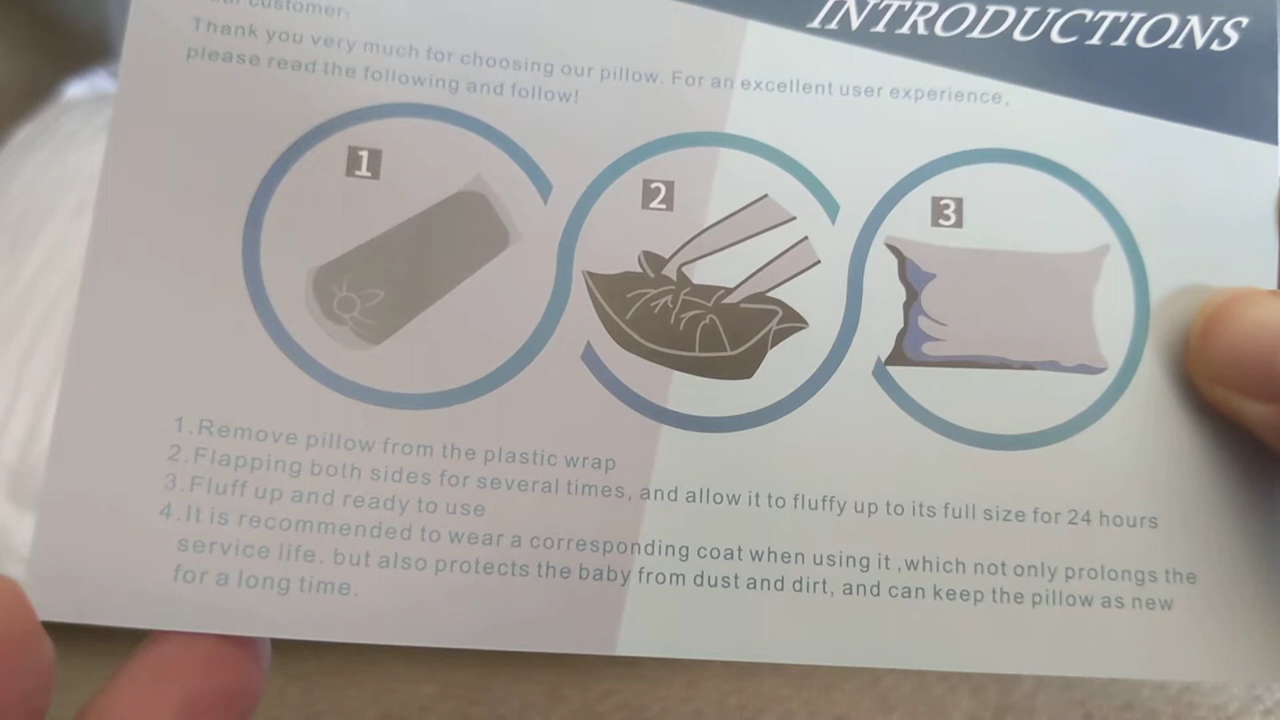 INTRODUCTIONS
customer:
Thank you very much for choosing our pillow. For an excellent user experience,
please read the following and follow!
1
2
3
1.Remove pillow from the plastic wrap
2.Flapping both sides for several times, and allow it to fluffy up to its full size for 24 hours
3.Fluff up and ready to use
4.It is recommended to wear a corresponding coat when using it ,which not only prolongs the
service life. but also protects the baby from dust and dirt, and can keep the pillow as new
for a long time.